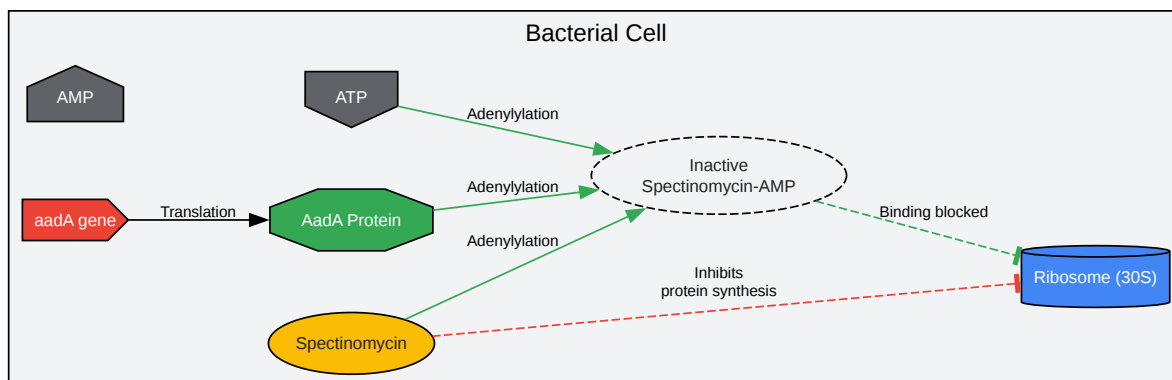 Bacterial Cell
AMP
ATP
Adenylylation
Inactive
Spectinomycin-AMP
Adenylylation
aadA gene
Translation
AadA Protein
Binding blocked
Adenylylation
Inhibits
protein synthesis
Ribosome (30S)
Spectinomycin